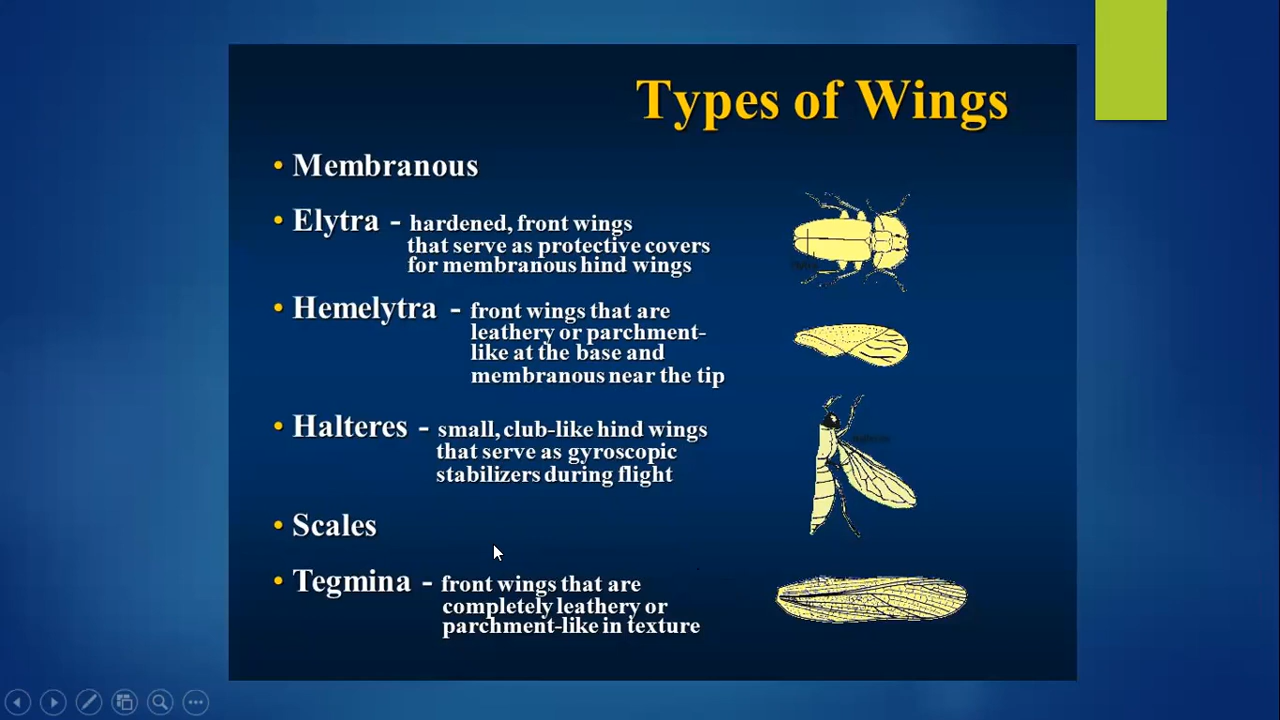 Types of Wings
• Membranous
• Elytra - hardened, front wings
that serve as protective covers
for membranous hind wings
• Hemelytra - front wings that are
leathery or parchment-
like at the base and
membranous near the tip
• Halteres - small, club-like hind wings
that serve as gyroscopic
stabilizers during flight
• Scales
• Tegmina - front wings that are
completely leathery or
parchment-like in texture